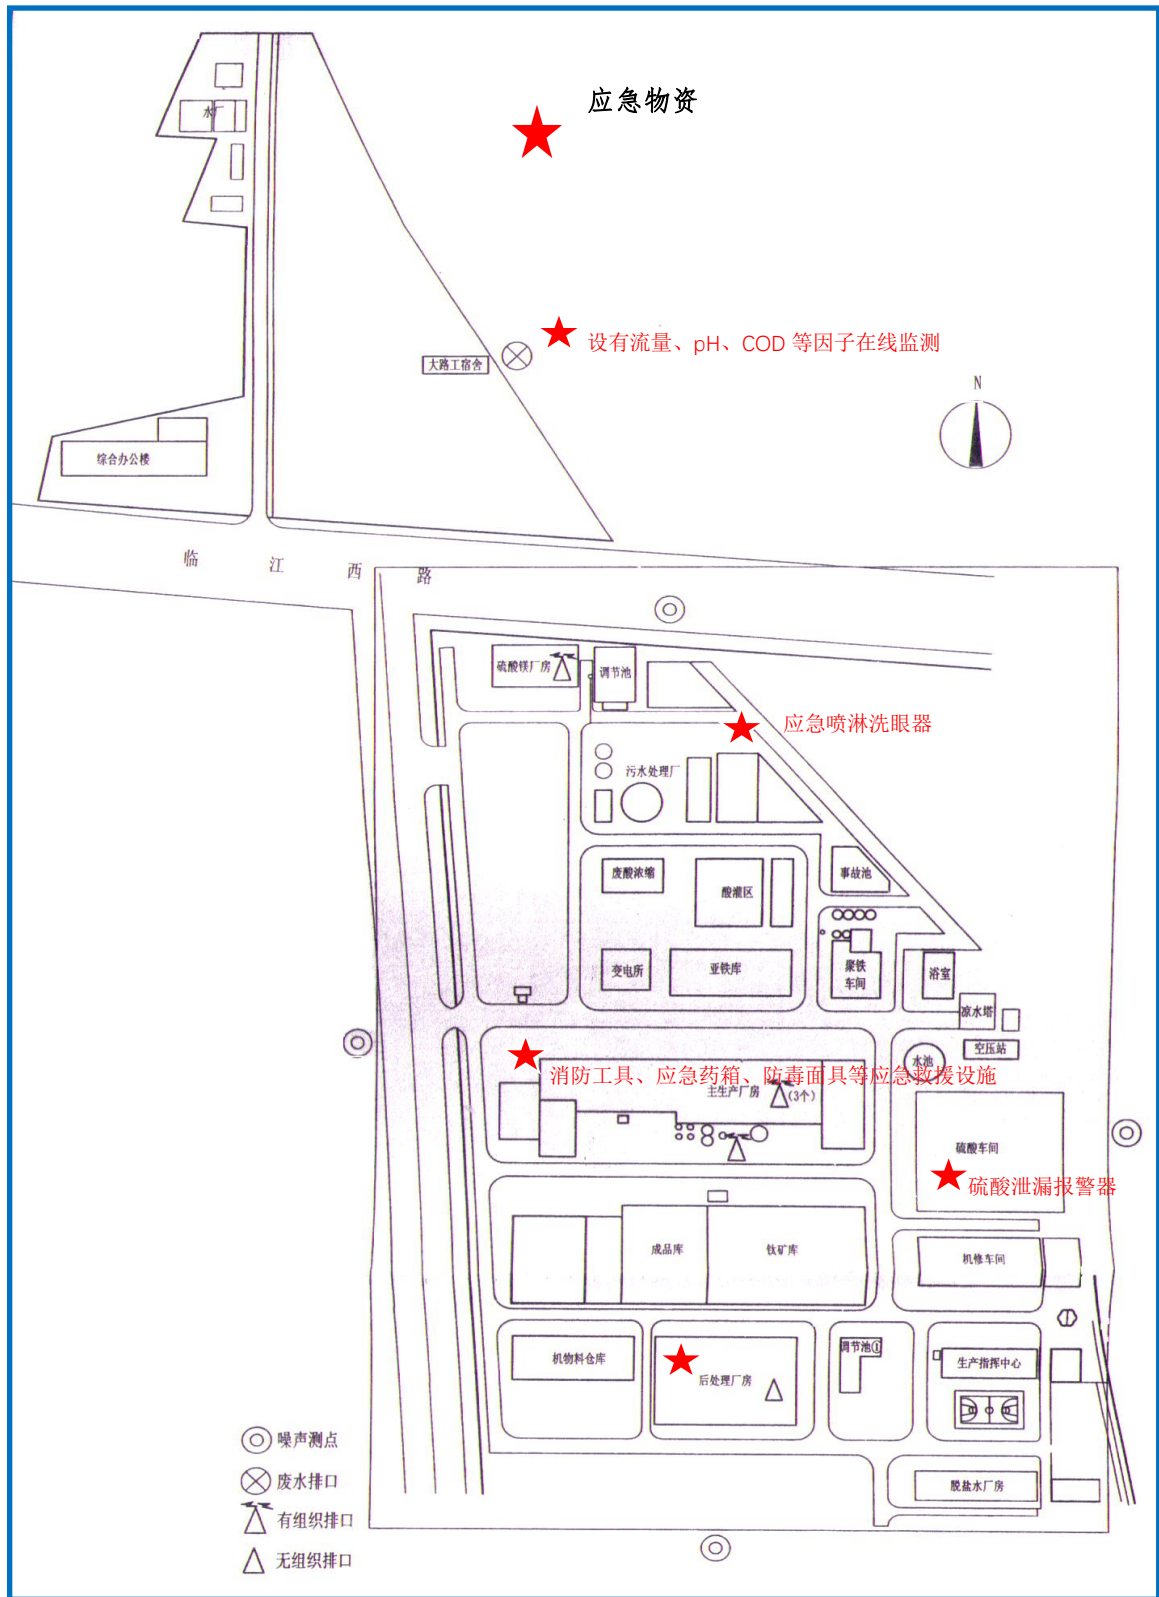 应急物资
水厂
设有流量、pH、COD 等因子在线监测
大路工宿舍
N
综合办公楼
临江西路
硫酸镁厂房
调节池
应急喷淋洗眼器
污水处理厂
废酸浓缩
酸灌区
事故池
变电所
亚铁库
聚铁
车间
浴室
凉水塔
空压站
水池
消防工具、应急药箱、防毒面具等应急救援设施
主生产厂房
(3个)
硫酸车间
硫酸泄漏报警器
成品库
钛矿库
机修车间
机物料仓库
后处理厂房
调节池①
生产指挥中心
脱盐水厂房
噪声测点
废水排口
有组织排口
无组织排口